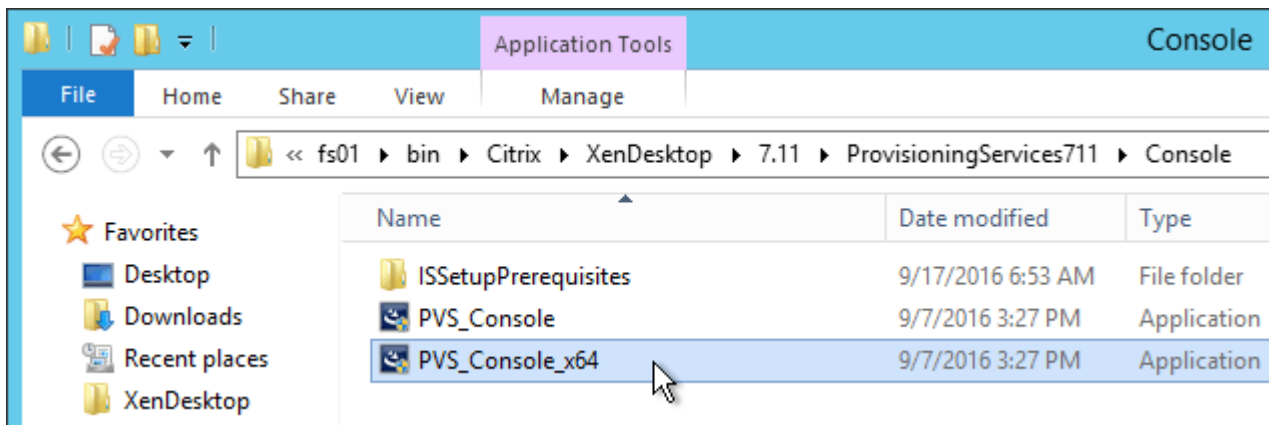 Application Tools
Console
File Home Share View Manage
« fs01 ▸ bin ▸ Citrix ▸ XenDesktop ▸ 7.11 ▸ ProvisioningServices711 ▸ Console
Name Date modified Type
Favorites
Desktop
Downloads
Recent places
XenDesktop
ISSetupPrerequisites 9/17/2016 6:53 AM File folder
PVS_Console 9/7/2016 3:27 PM Application
PVS_Console_x64 9/7/2016 3:27 PM Application